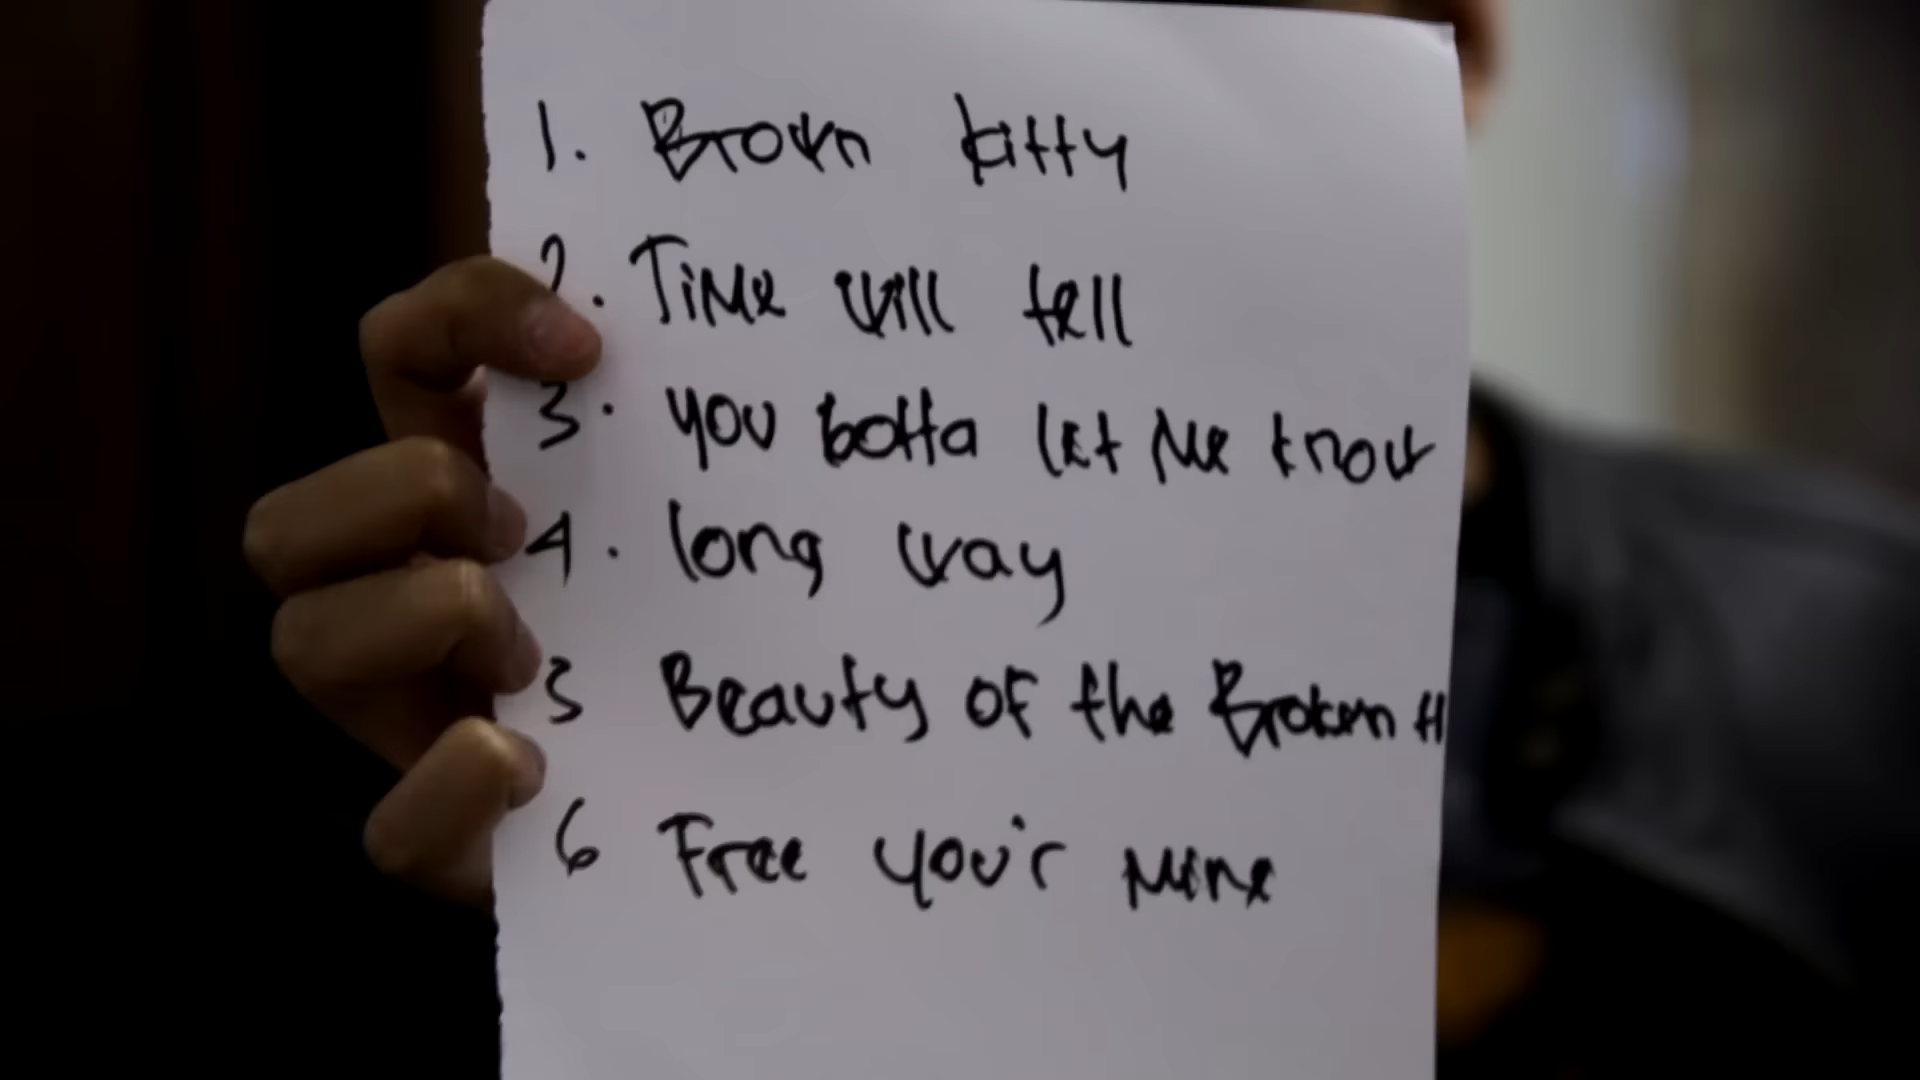 1. Brown kitty
2. Time will tell
3. you botta let me know
4. long way
5 Beauty of the Broken H
6 Free you'r mine